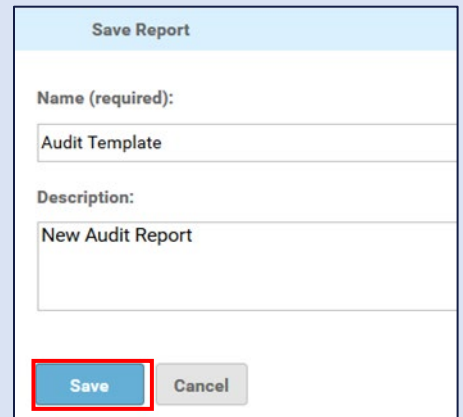 Save Report
Name (required):
Audit Template
Description:
New Audit Report
Save Cancel